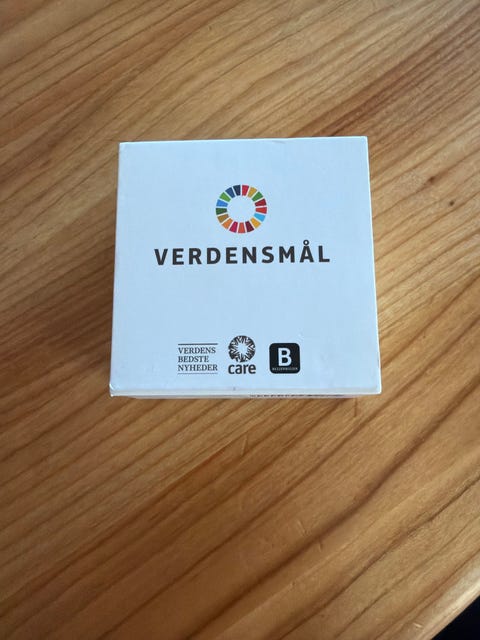 VERDENSMÅL
VERDENS
BEDSTE
NYHEDER
care
B